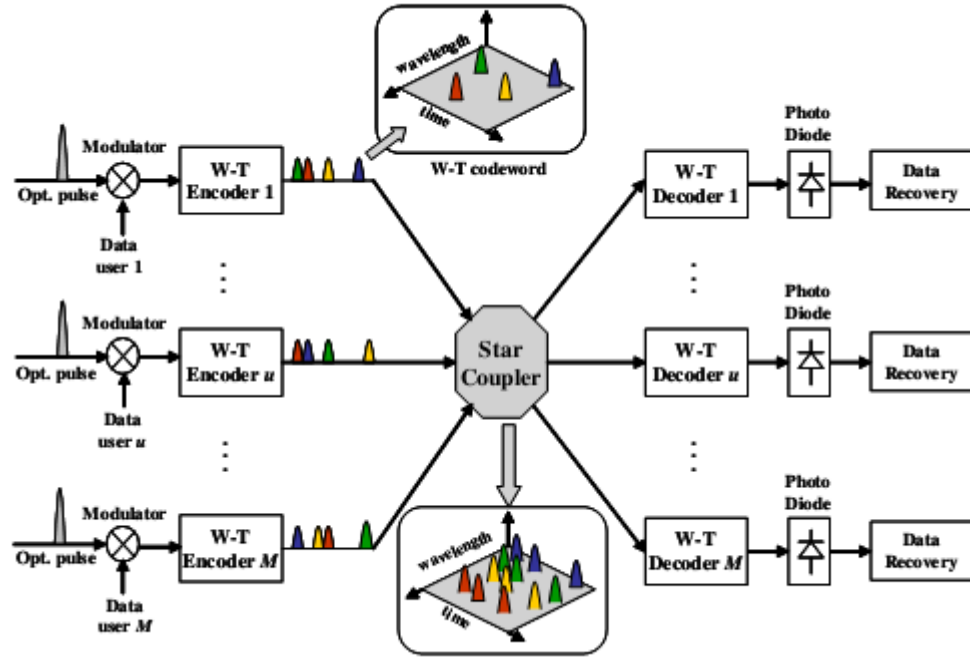 wavelength
time
W-T codeword
Modulator
Opt. pulse
Data
user 1
W-T
Encoder 1
W-T
Decoder 1
Photo
Diode
Data
Recovery
Modulator
Opt. pulse
Data
user u
W-T
Encoder u
Star
Coupler
W-T
Decoder u
Photo
Diode
Data
Recovery
Modulator
Opt. pulse
Data
user M
W-T
Encoder M
wavelength
time
W-T
Decoder M
Photo
Diode
Data
Recovery